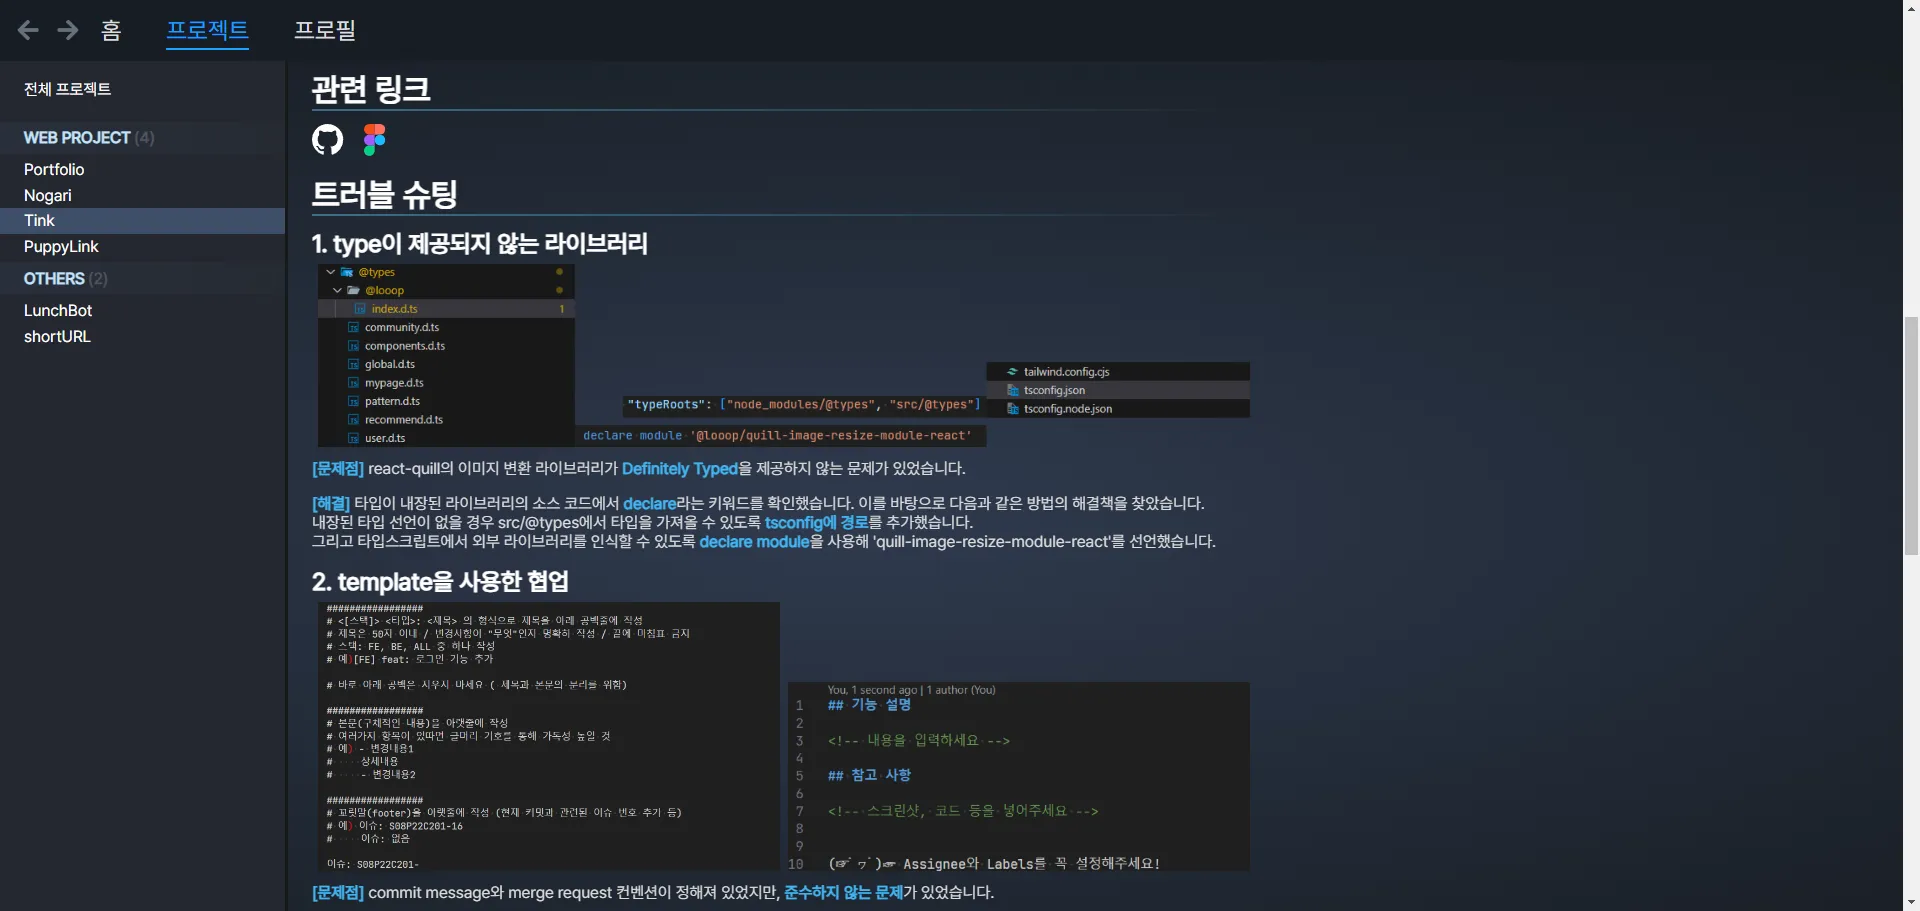 홈
프로젝트
프로필
전체 프로젝트
WEB PROJECT (4)
Portfolio
Nogari
Tink
PuppyLink
OTHERS (2)
LunchBot
shortURL
관련 링크
트러블 슈팅
1. type이 제공되지 않는 라이브러리
@types
@looop
index.d.ts 1
community.d.ts
components.d.ts
global.d.ts
mypage.d.ts
pattern.d.ts
recommend.d.ts
user.d.ts
"typeRoots": ["node_modules/@types", "src/@types"]
declare module '@looop/quill-image-resize-module-react'
tailwind.config.cjs
tsconfig.json
tsconfig.node.json
[문제점] react-quill의 이미지 변환 라이브러리가 Definitely Typed을 제공하지 않는 문제가 있었습니다.
[해결] 타입이 내장된 라이브러리의 소스 코드에서 declare라는 키워드를 확인했습니다. 이를 바탕으로 다음과 같은 방법의 해결책을 찾았습니다.
내장된 타입 선언이 없을 경우 src/@types에서 타입을 가져올 수 있도록 tsconfig에 경로를 추가했습니다.
그리고 타입스크립트에서 외부 라이브러리를 인식할 수 있도록 declare module을 사용해 'quill-image-resize-module-react'를 선언했습니다.
2. template을 사용한 협업
#################
# <[스택]> <타입>: <제목> 의 형식으로 제목을 아래 공백줄에 작성
# 제목은 50자 이내 / 변경사항이 "무엇"인지 명확히 작성 / 끝에 마침표 금지
# 스택: FE, BE, ALL 중 하나 작성
# 예)[FE] feat: 로그인 기능 추가
# 바로 아래 공백은 지우지 마세요 ( 제목과 본문의 분리를 위함)
#################
# 본문(구체적인 내용)을 아랫줄에 작성
# 여러가지 항목이 있다면 글머리 기호를 통해 가독성 높일 것
# 예) - 변경내용1
# 상세내용
# - 변경내용2
#################
# 꼬릿말(footer)을 아랫줄에 작성 (현재 커밋과 관련된 이슈 번호 추가 등)
# 예) 이슈: S08P22C201-16
# 이슈: 없음
이슈: S08P22C201-
You, 1 second ago | 1 author (You)
1 ## 기능 설명
2
3 <!-- 내용을 입력하세요 -->
4
5 ## 참고 사항
6
7 <!-- 스크린샷, 코드 등을 넣어주세요 -->
8
9
10 (☞ﾟヮﾟ)☞ Assignee와 Labels를 꼭 설정해주세요!
[문제점] commit message와 merge request 컨벤션이 정해져 있었지만, 준수하지 않는 문제가 있었습니다.